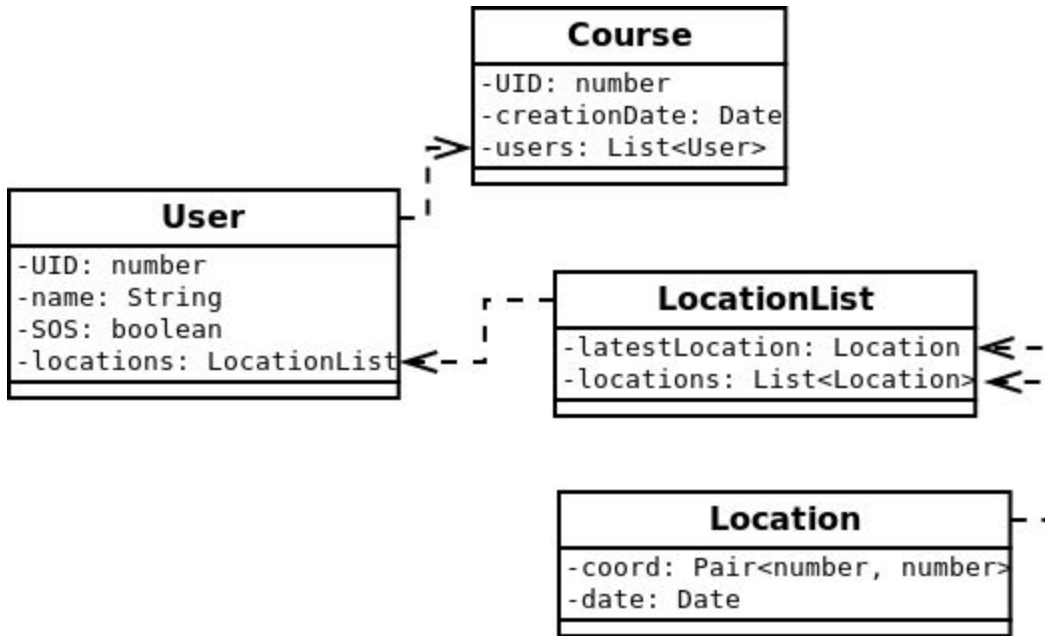 Course
-UID: number
-creationDate: Date
-users: List<User>
User
-UID: number
-name: String
-SOS: boolean
-locations: LocationList
LocationList
-latestLocation: Location
-locations: List<Location>
Location
-coord: Pair<number, number>
-date: Date